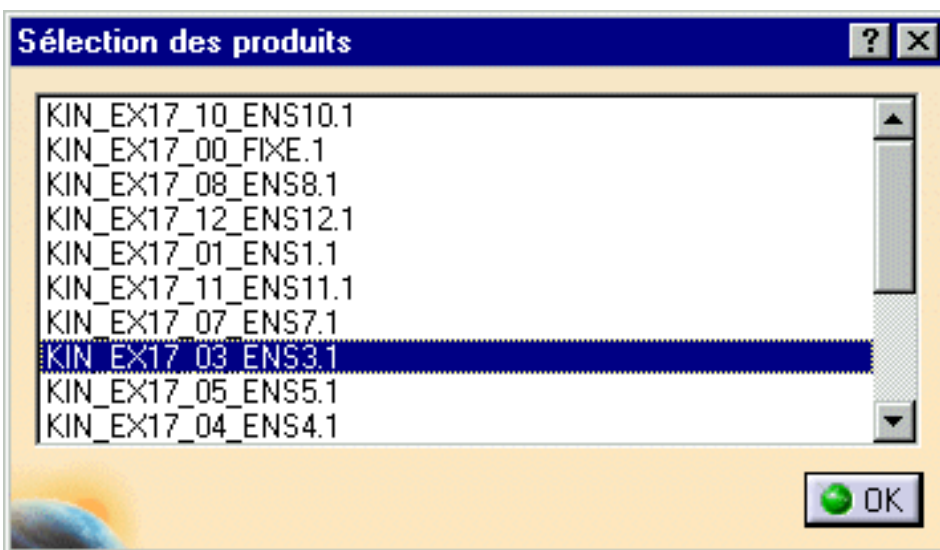 Sélection des produits
KIN_EX17_10_ENS10.1
KIN_EX17_00_FIXE.1
KIN_EX17_08_ENS8.1
KIN_EX17_12_ENS12.1
KIN_EX17_01_ENS1.1
KIN_EX17_11_ENS11.1
KIN_EX17_07_ENS7.1
KIN_EX17_03_ENS3.1
KIN_EX17_05_ENS5.1
KIN_EX17_04_ENS4.1
OK